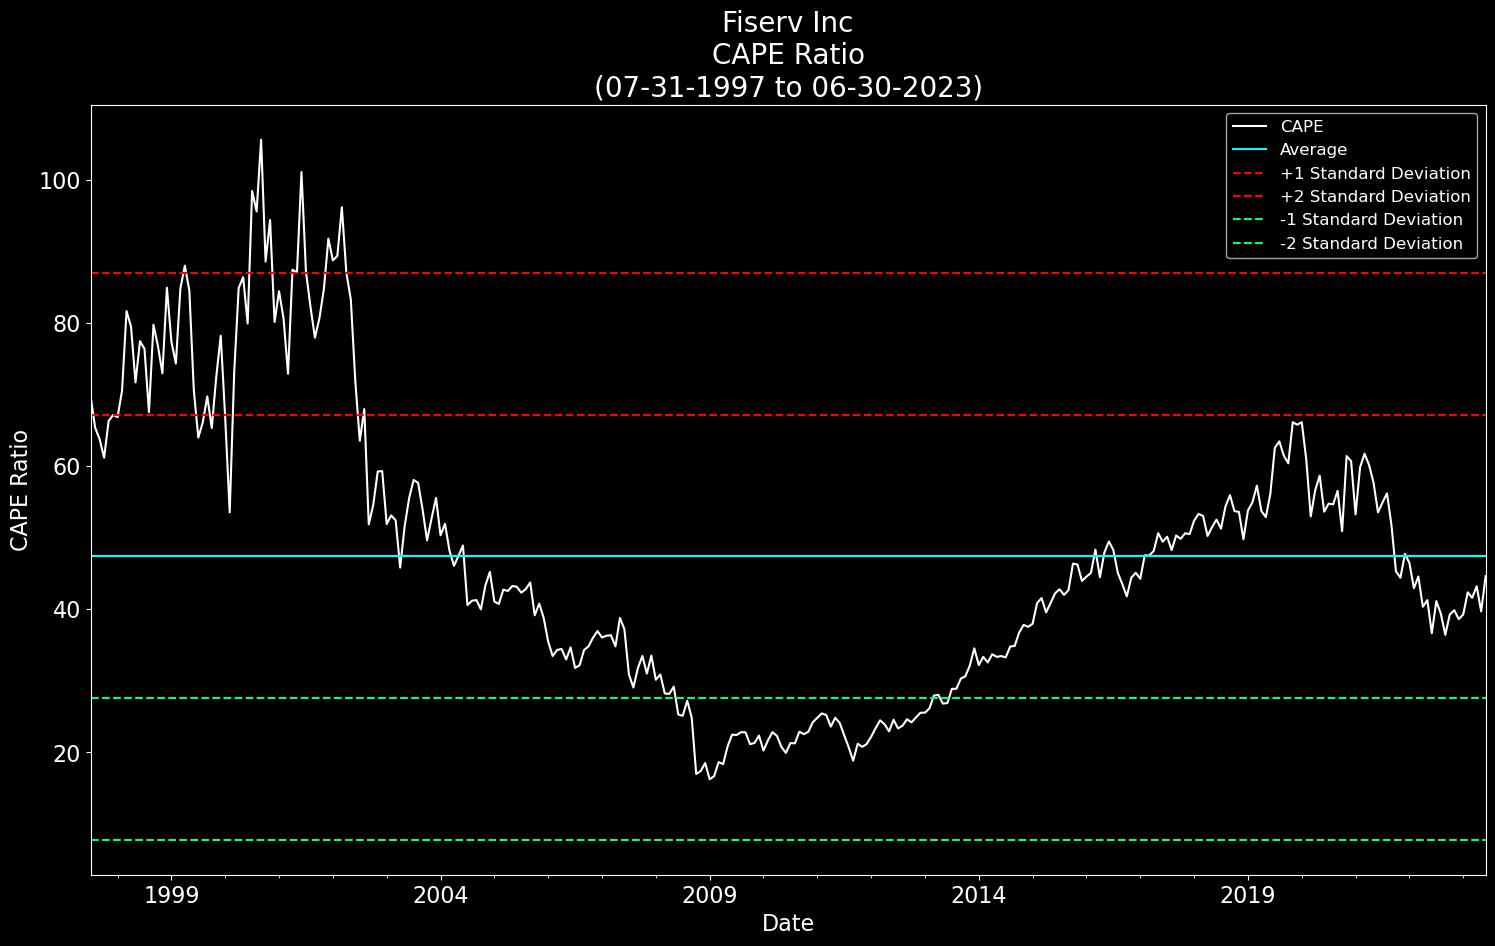 Fiserv Inc
CAPE Ratio
(07-31-1997 to 06-30-2023)
CAPE
Average
+1 Standard Deviation
+2 Standard Deviation
-1 Standard Deviation
-2 Standard Deviation
CAPE Ratio
100
80
60
40
20
1999 2004 2009 2014 2019
Date